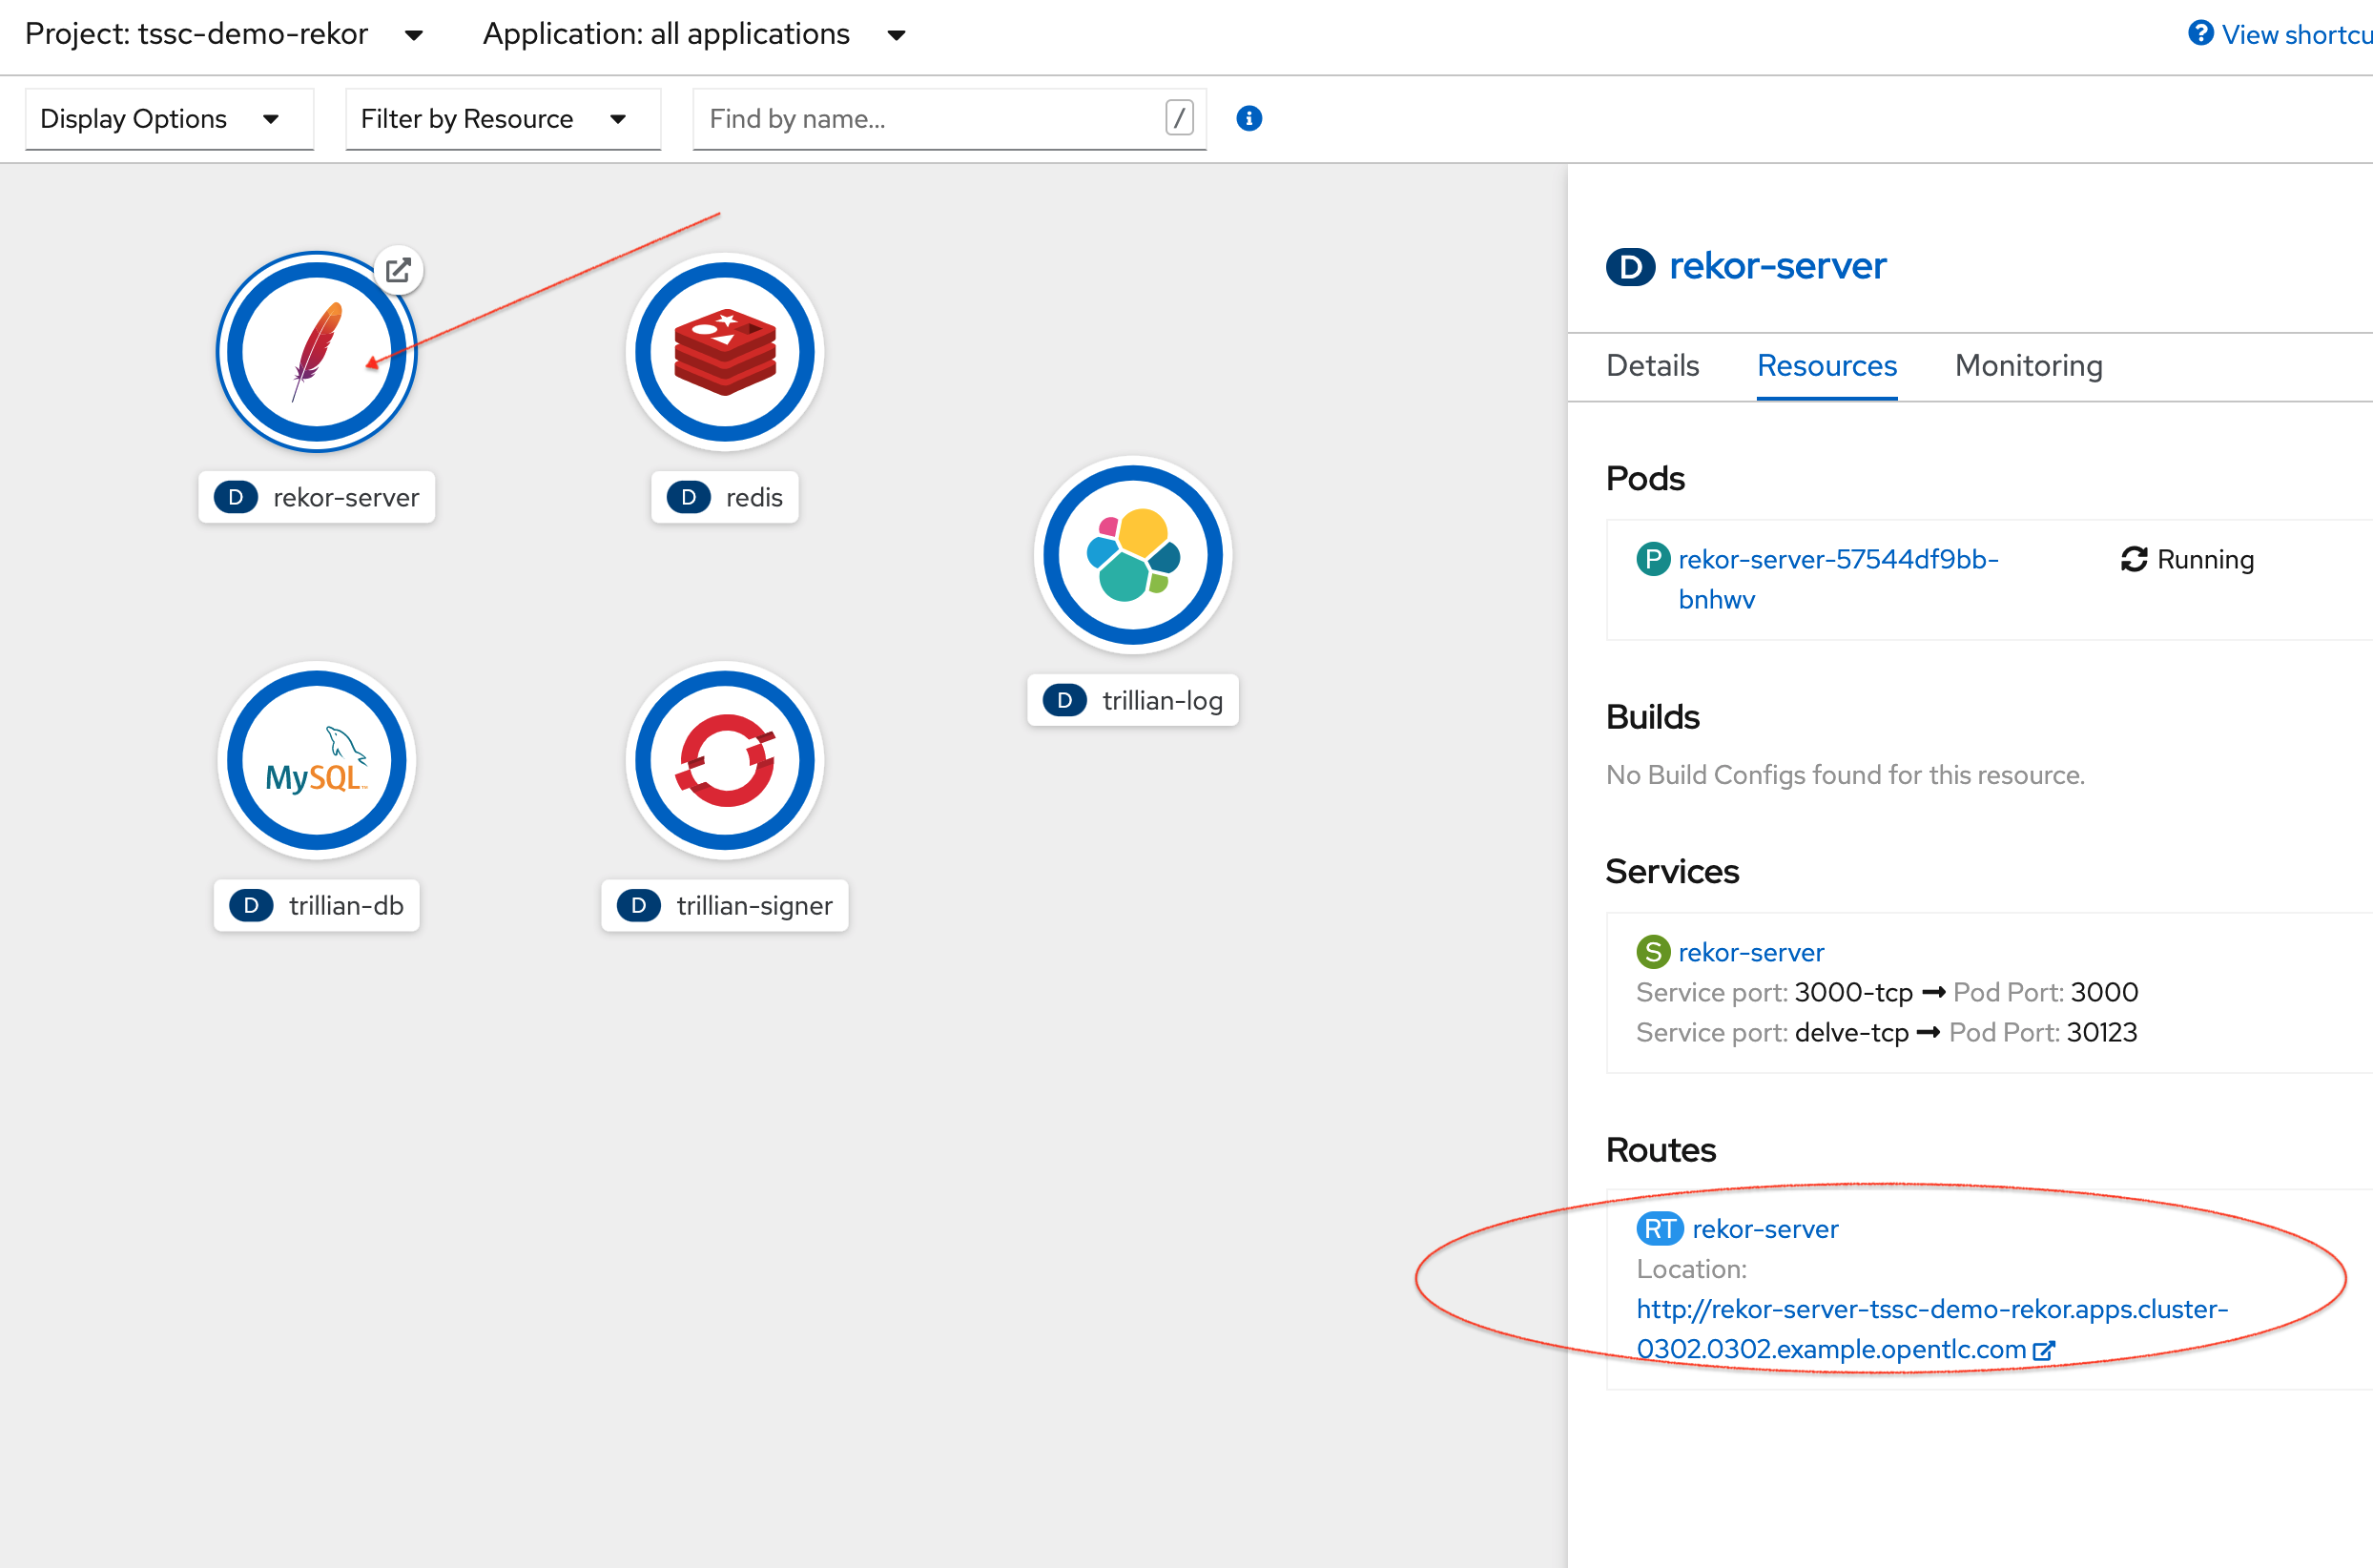 Project: tssc-demo-rekor Application: all applications View shortcu
Display Options Filter by Resource Find by name... /
D rekor-server
Details Resources Monitoring
D rekor-server
D redis
D trillian-log
MySQL
D trillian-db
D trillian-signer
Pods
P rekor-server-57544df9bb-
bnhwv
Running
Builds
No Build Configs found for this resource.
Services
S rekor-server
Service port: 3000-tcp → Pod Port: 3000
Service port: delve-tcp → Pod Port: 30123
Routes
RT rekor-server
Location:
http://rekor-server-tssc-demo-rekor.apps.cluster-
0302.0302.example.opentlc.com